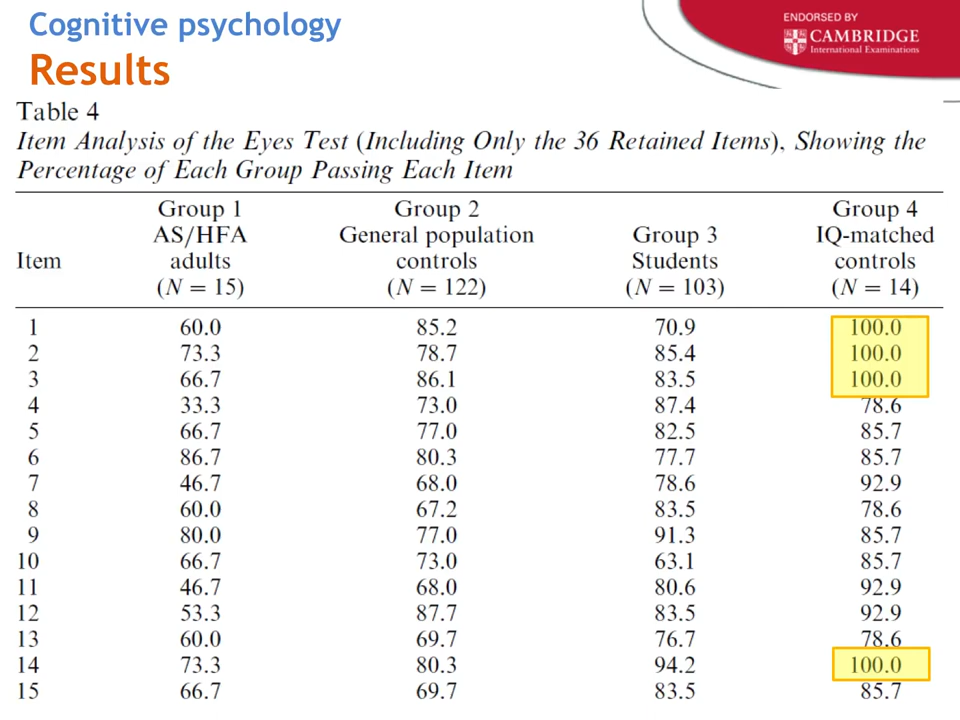 Cognitive psychology
Results
ENDORSED BY
CAMBRIDGE
International Examinations
Table 4
Item Analysis of the Eyes Test (Including Only the 36 Retained Items), Showing the
Percentage of Each Group Passing Each Item
Group 1 Group 2 Group 4
AS/HFA General population Group 3 IQ-matched
Item adults controls Students controls
(N = 15) (N = 122) (N = 103) (N = 14)
1 60.0 85.2 70.9 100.0
2 73.3 78.7 85.4 100.0
3 66.7 86.1 83.5 100.0
4 33.3 73.0 87.4 78.6
5 66.7 77.0 82.5 85.7
6 86.7 80.3 77.7 85.7
7 46.7 68.0 78.6 92.9
8 60.0 67.2 83.5 78.6
9 80.0 77.0 91.3 85.7
10 66.7 73.0 63.1 85.7
11 46.7 68.0 80.6 92.9
12 53.3 87.7 83.5 92.9
13 60.0 69.7 76.7 78.6
14 73.3 80.3 94.2 100.0
15 66.7 69.7 83.5 85.7